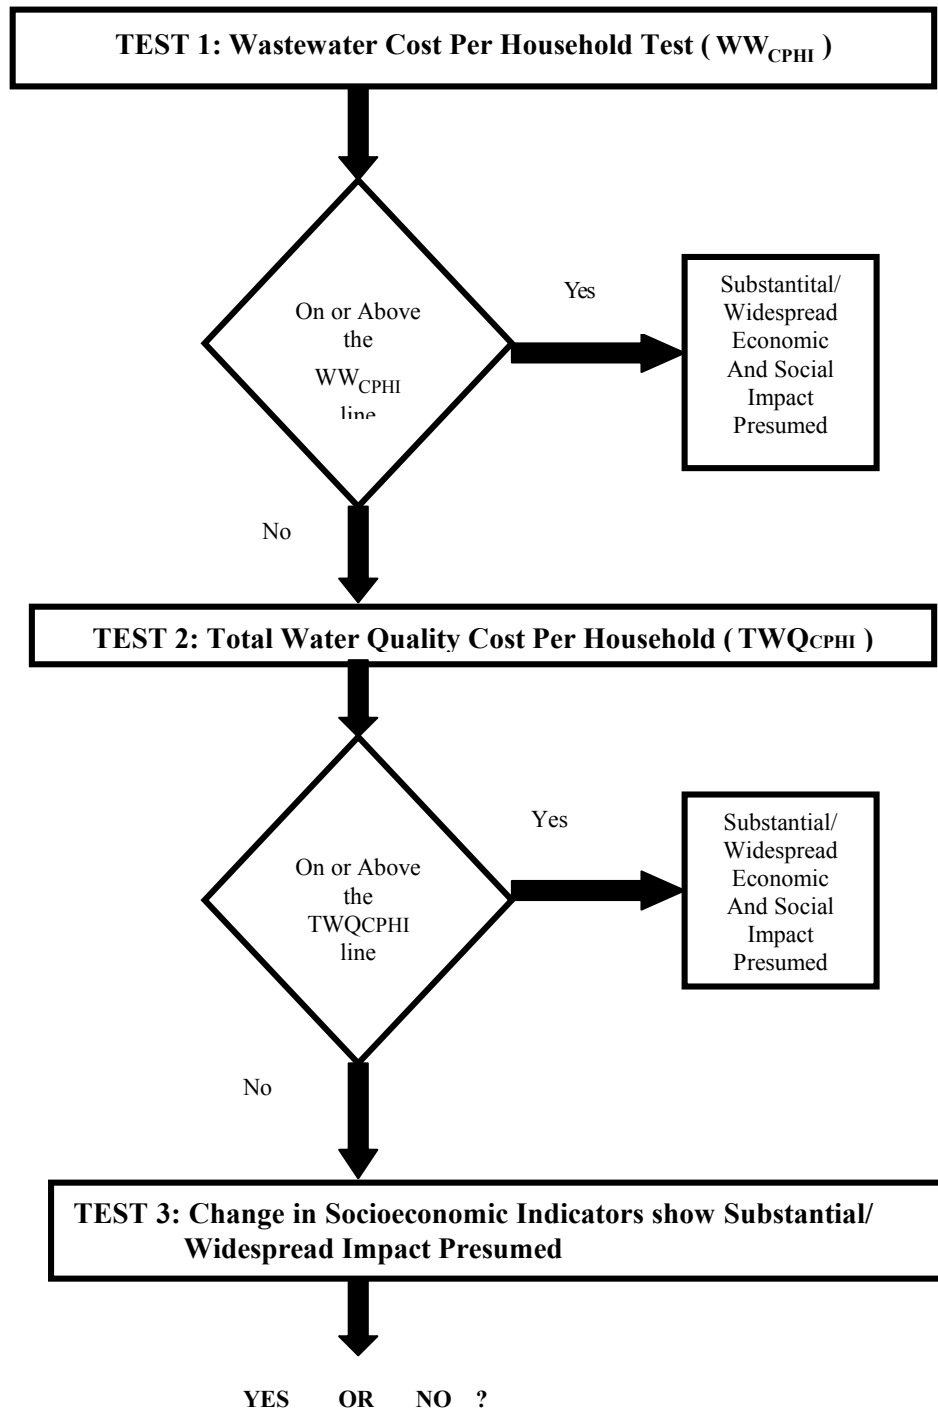 TEST 1: Wastewater Cost Per Household Test ( WWCPHI )
On or Above
the
WWCPHI
line
Yes
Substantital/
Widespread
Economic
And Social
Impact
Presumed
No
TEST 2: Total Water Quality Cost Per Household ( TWQCPHI )
On or Above
the
TWQCPHI
line
Yes
Substantial/
Widespread
Economic
And Social
Impact
Presumed
No
TEST 3: Change in Socioeconomic Indicators show Substantial/
Widespread Impact Presumed
YES OR NO ?